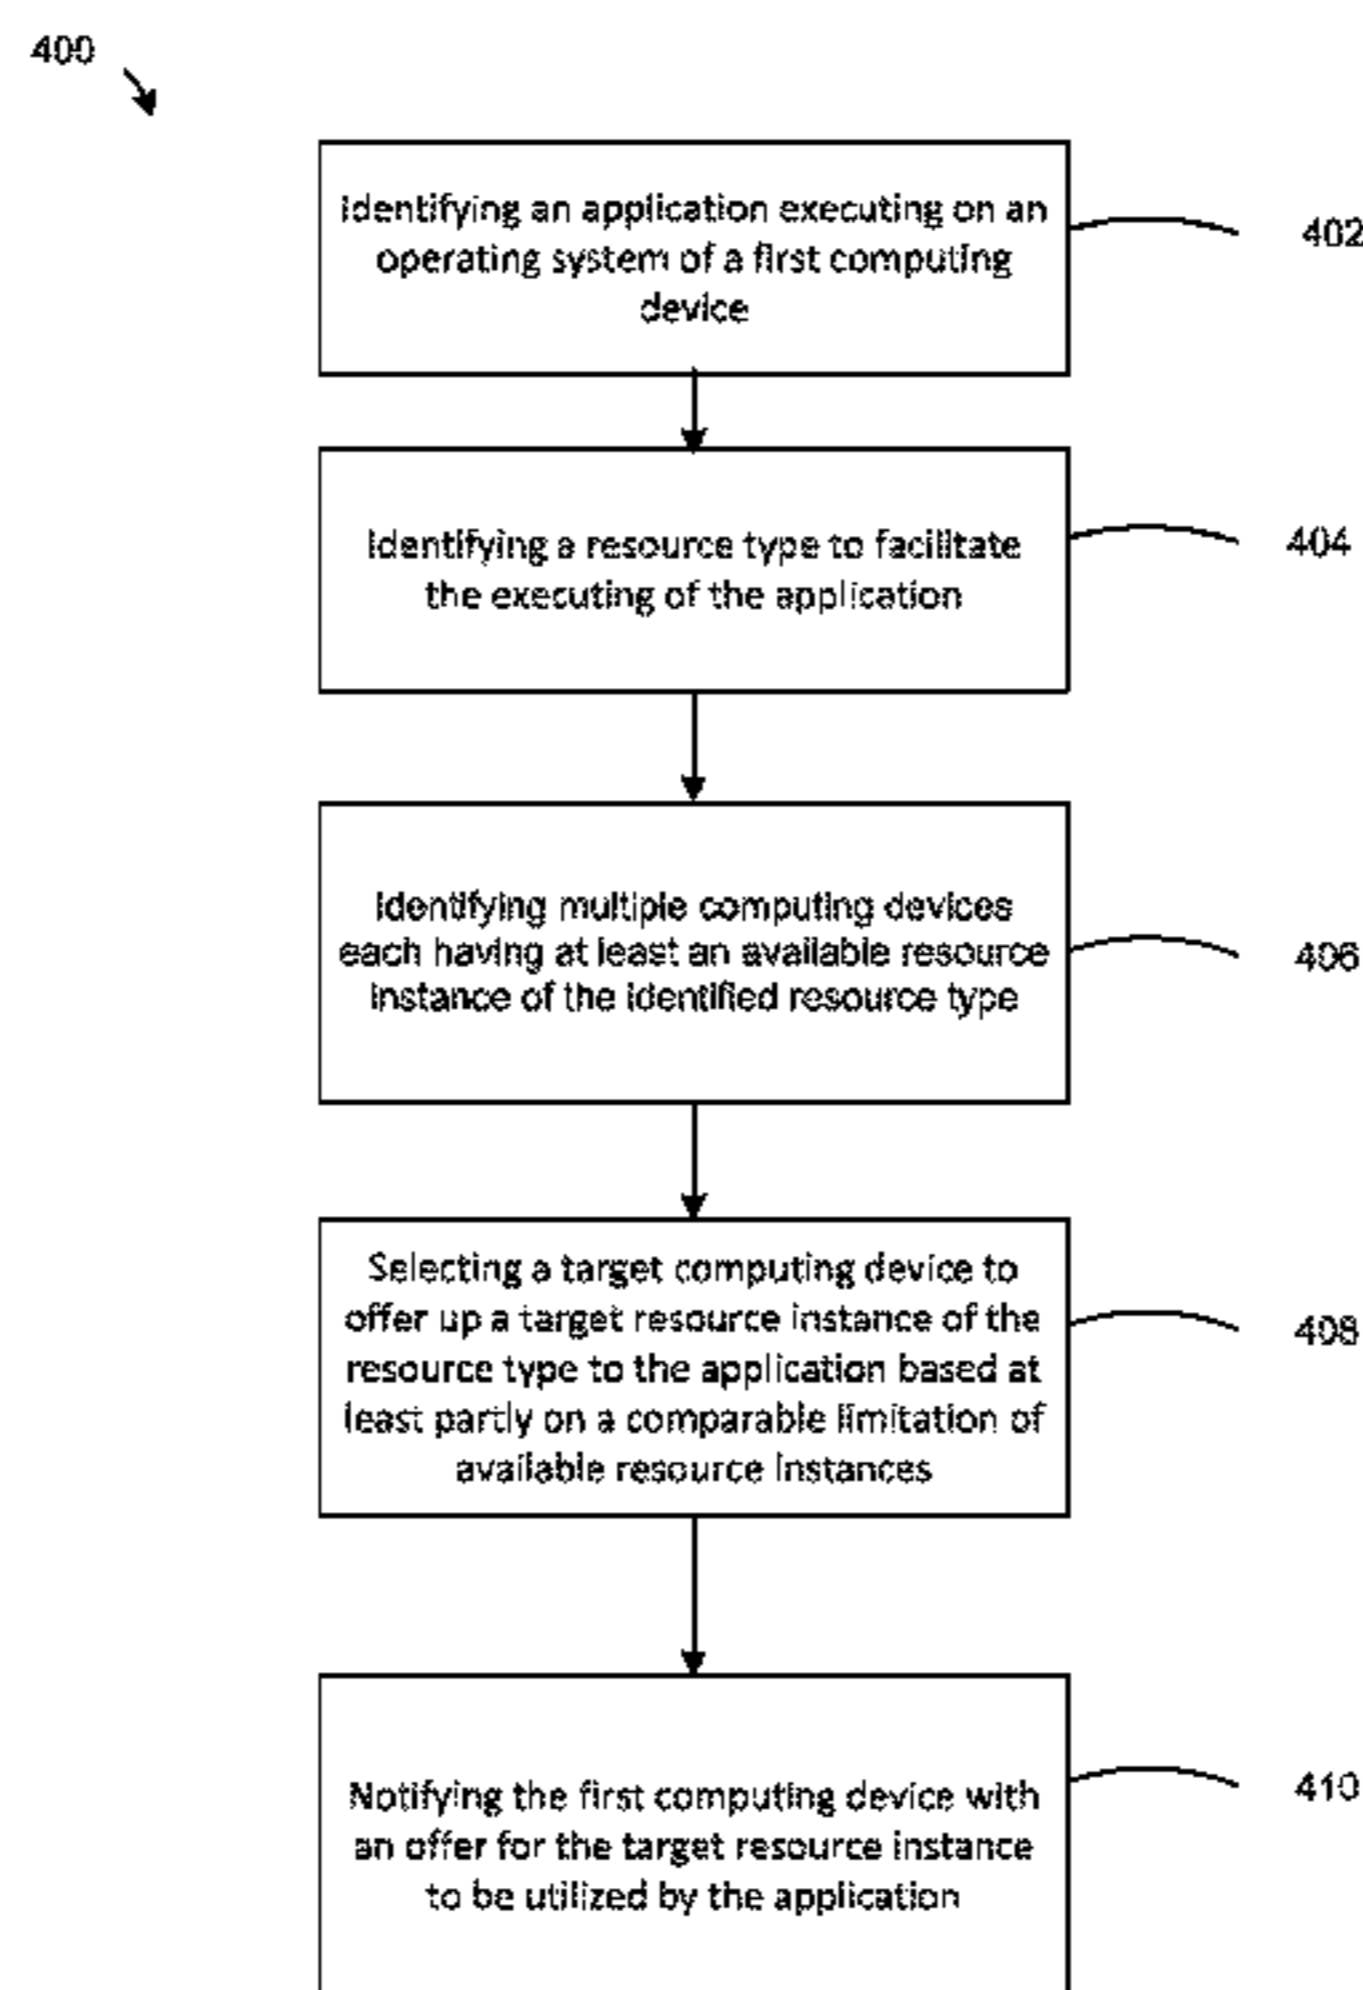 400
Identifying an application executing on an
operating system of a first computing
device
402
Identifying a resource type to facilitate
the executing of the application
404
Identifying multiple computing devices
each having at least an available resource
instance of the identified resource type
406
Selecting a target computing device to
offer up a target resource instance of the
resource type to the application based at
least partly on a comparable limitation of
available resource instances
408
Notifying the first computing device with
an offer for the target resource instance
to be utilized by the application
410